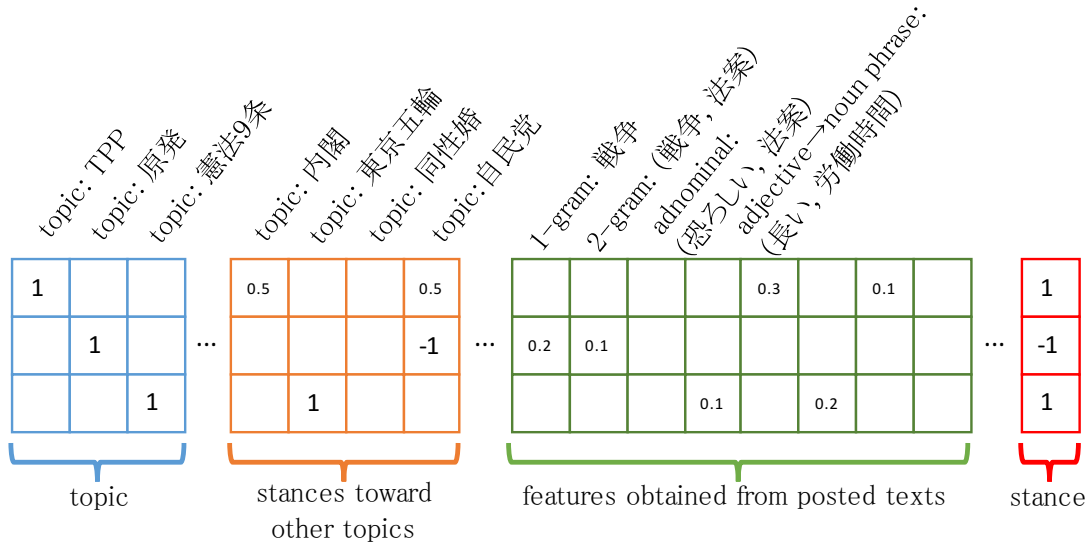 topic: TPP
topic: 原発
topic: 憲法9条
topic: 内閣
topic: 東京五輪
topic: 同性婚
topic:自民党
1-gram: 戦争
2-gram: (戦争, 法案)
adnominal:
(恐ろしい, 法案)
adjective→noun phrase:
(長い, 労働時間)
1 0.5 0.5 0.3 0.1 1
1 ... -1 ... 0.2 0.1 ... -1
1 1 0.1 0.2 1
topic
stances toward
other topics
features obtained from posted texts
stance